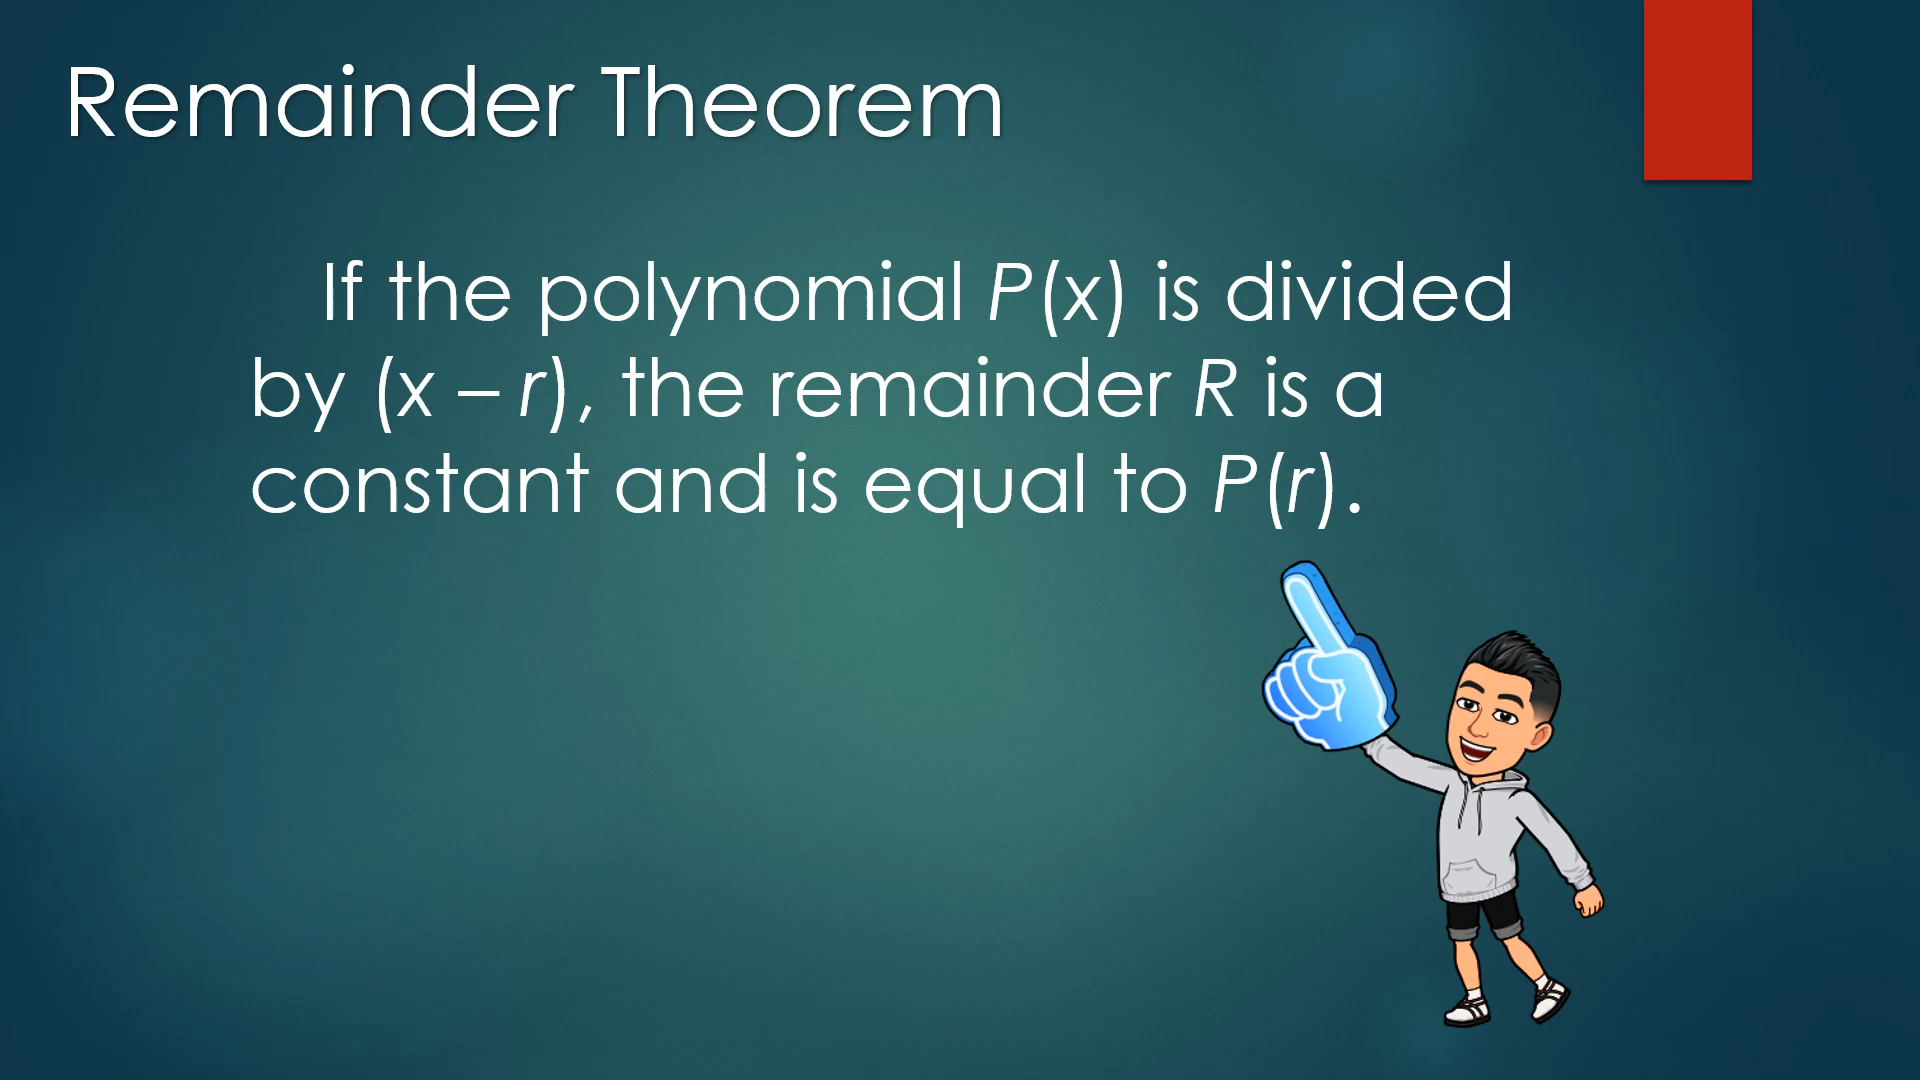 Remainder Theorem
If the polynomial P(x) is divided
by (x – r), the remainder R is a
constant and is equal to P(r).